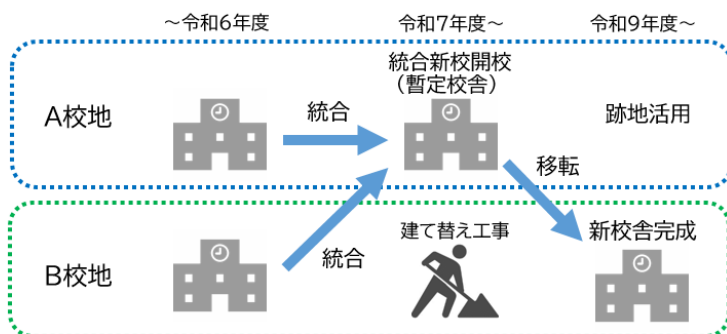 ～令和6年度
令和7年度～
令和9年度～
A校地
統合
統合新校開校
（暫定校舎）
跡地活用
移転
B校地
統合
建て替え工事
新校舎完成